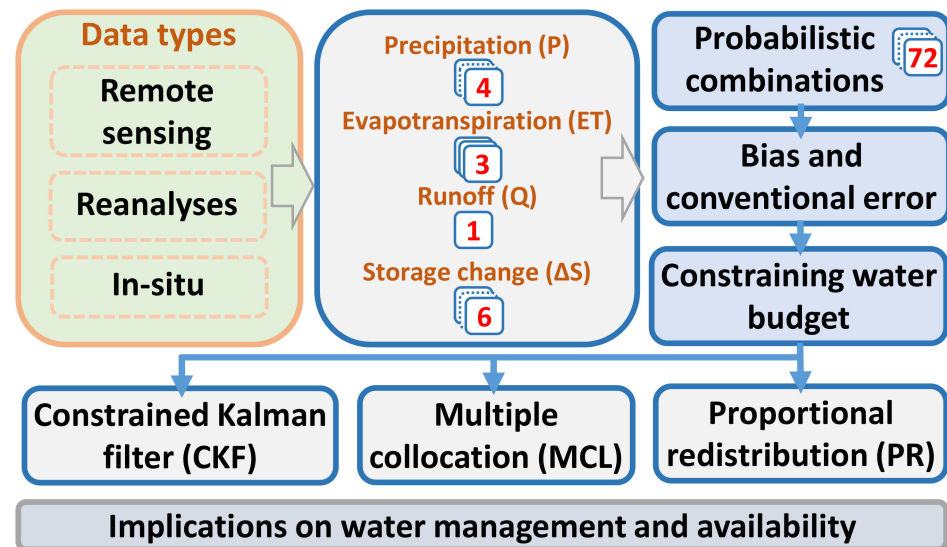 Data types
Remote
sensing
Reanalyses
In-situ
Precipitation (P)
4
Evapotranspiration (ET)
3
Runoff (Q)
1
Storage change (ΔS)
6
Probabilistic
combinations
72
Bias and
conventional error
Constraining water
budget
Constrained Kalman
filter (CKF)
Multiple
collocation (MCL)
Proportional
redistribution (PR)
Implications on water management and availability